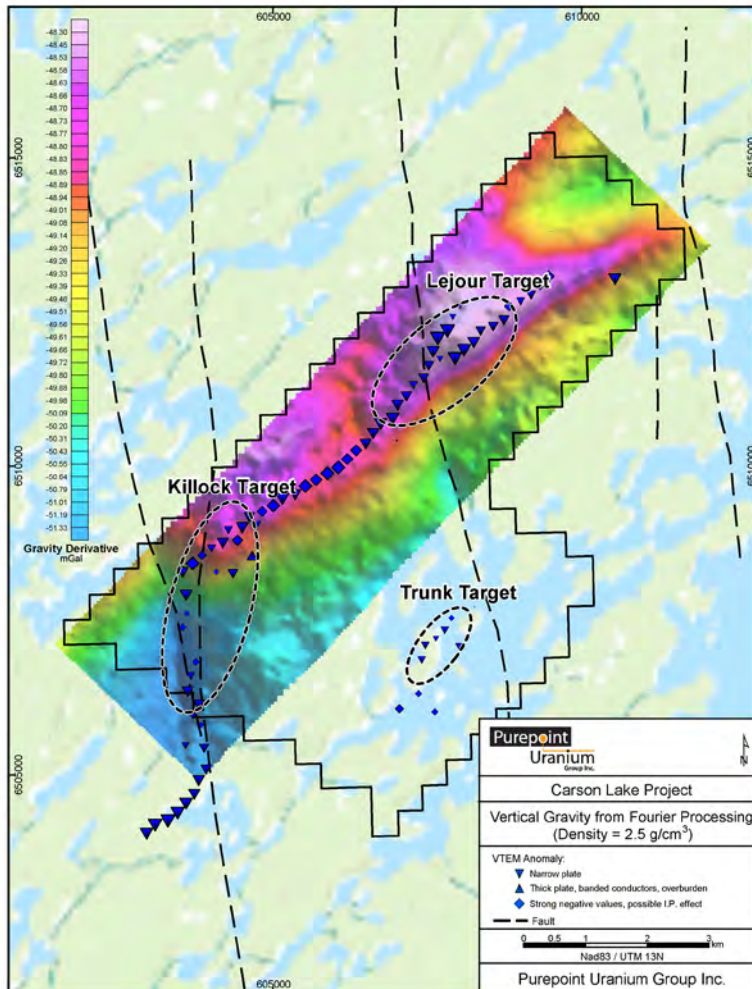 605000
610000
-48.30
-48.45
-48.53
-48.58
-48.63
-48.70
-48.73
-48.77
-48.80
-48.83
-48.85
-48.89
-48.94
-49.01
-49.08
-49.14
-49.20
-49.26
-49.33
-49.39
-49.46
-49.51
-49.60
-49.66
-49.72
-49.80
-49.88
-49.98
-50.09
-50.20
-50.31
-50.43
-50.55
-50.64
-50.79
-51.01
-51.19
-51.33
Gravity Derivative
mGal
6515000
6515000
Lejour Target
6510000
Killock Target
Trunk Target
6505000
605000
Purepoint
Uranium
Group Inc.
N
Carson Lake Project
Vertical Gravity from Fourier Processing
(Density = 2.5 g/cm³)
VTEM Anomaly:
Narrow plate
Thick plate, banded conductors, overburden
Strong negative values, possible I.P. effect
Fault
0 0.5 1 2 3
km
Nad83 / UTM 13N
Purepoint Uranium Group Inc.